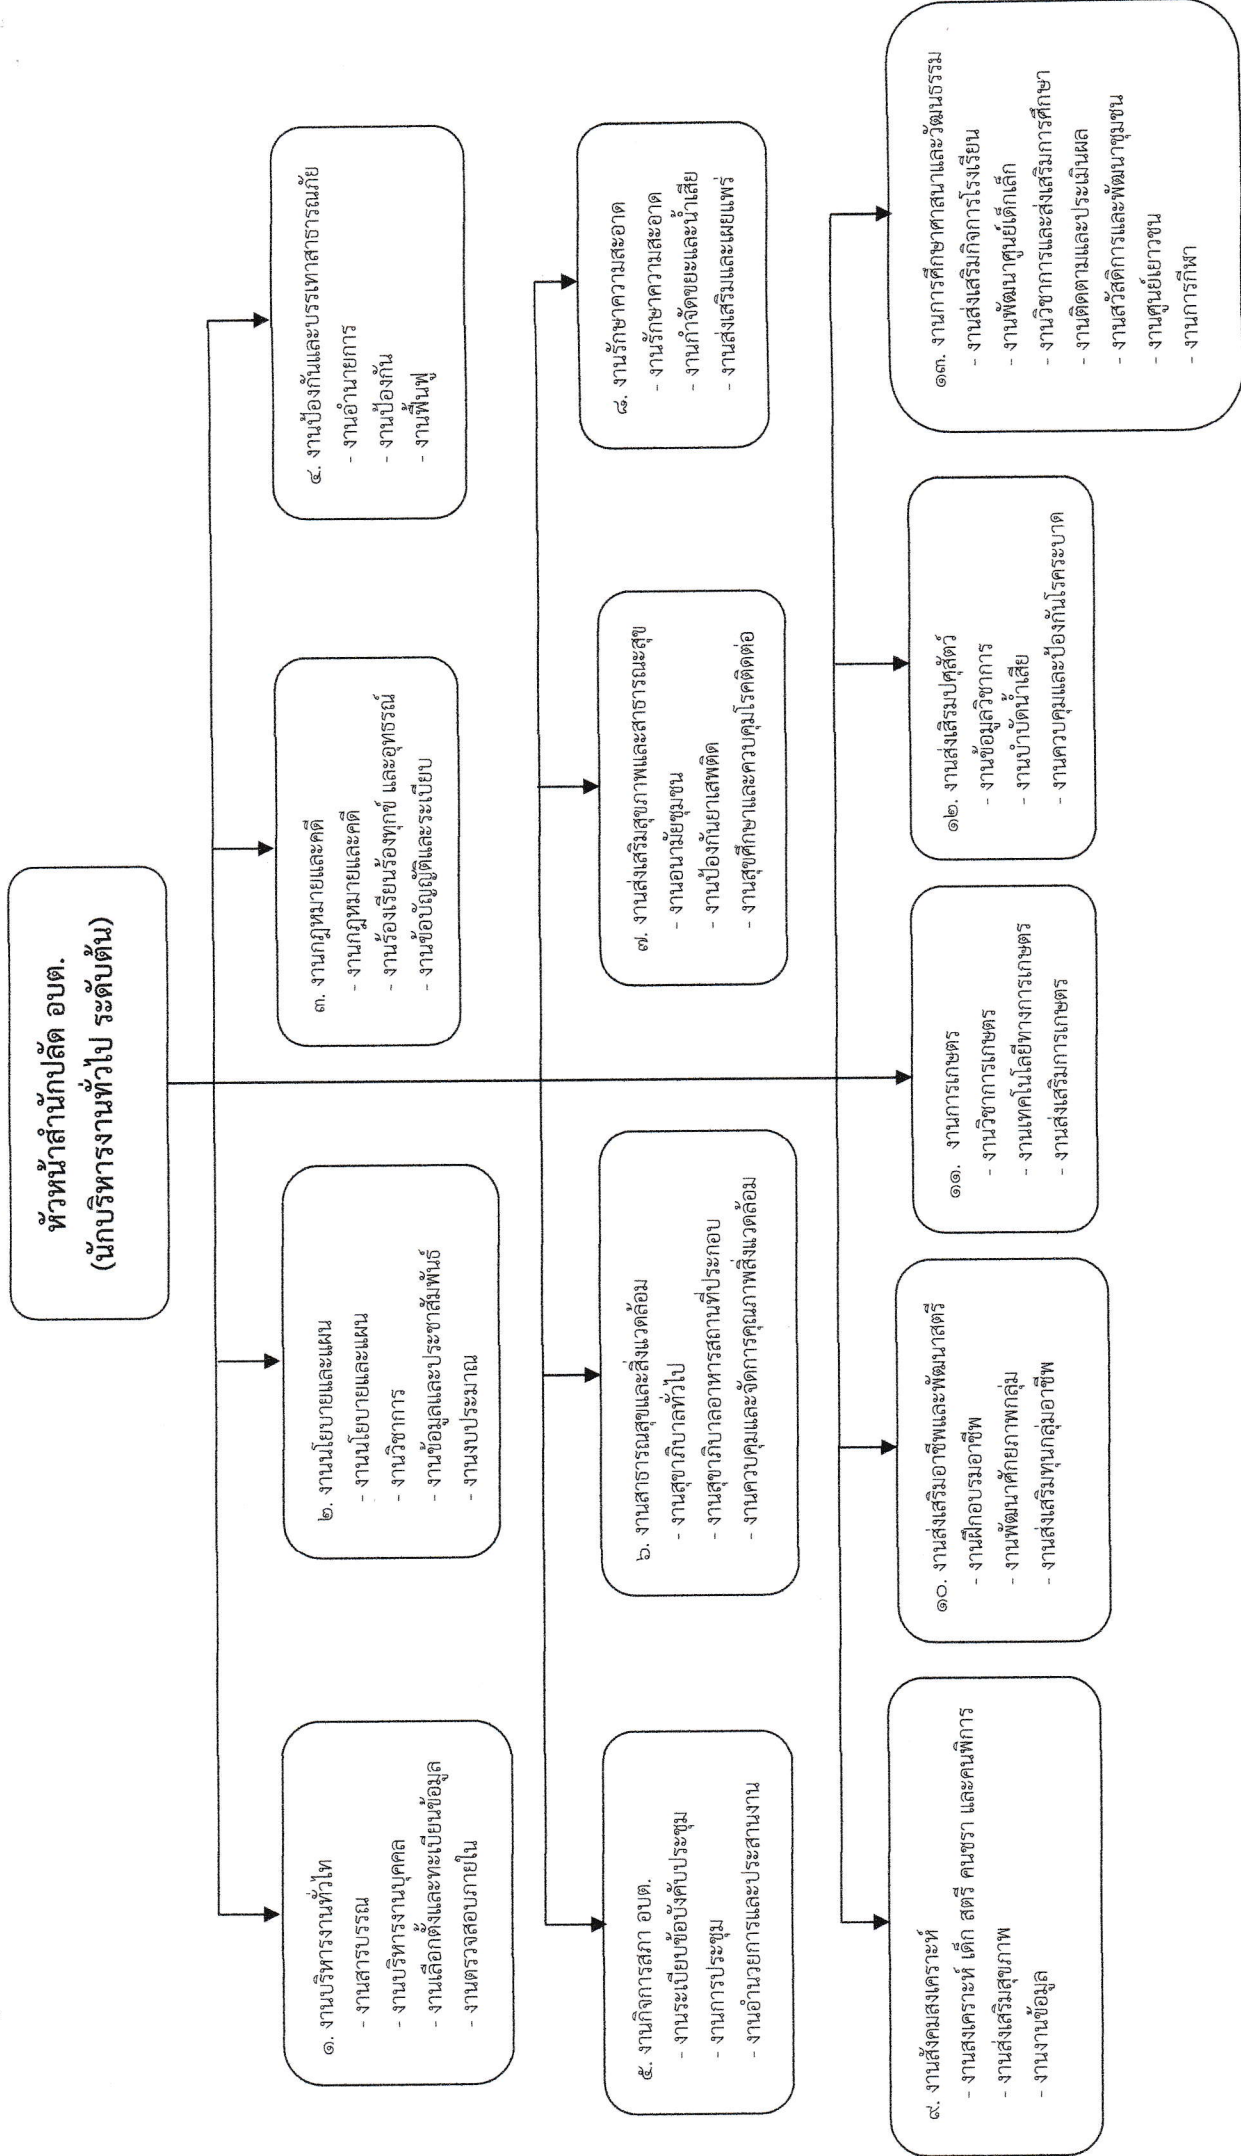 หัวหน้าสำนักปลัด อบต.
(นักบริหารงานทั่วไป ระดับต้น)
๑. งานบริหารงานทั่วไท
- งานสารบรรณ
- งานบริหารงานบุคคล
- งานเลือกตั้งและทะเบียนข้อมูล
- งานตรวจสอบภายใน
๒. งานนโยบายและแผน
- งานนโยบายและแผน
- งานวิชาการ
- งานข้อมูลและประชาสัมพันธ์
- งานงบประมาณ
๓. งานกฎหมายและคดี
- งานกฎหมายและคดี
- งานร้องเรียนร้องทุกข์ และอุทธรณ์
- งานข้อบัญญัติและระเบียบ
๔. งานป้องกันและบรรเทาสาธารณภัย
- งานอำนายการ
- งานป้องกัน
- งานฟื้นฟู
๕. งานกิจการสภา อบต.
- งานระเบียบข้อบังคับประชุม
- งานการประชุม
- งานอำนวยการและประสานงาน
๖. งานสาธารณสุขและสิ่งแวดล้อม
- งานสุขาภิบาลทั่วไป
- งานสุขาภิบาลอาหารสถานที่ประกอบ
- งานควบคุมและจัดการคุณภาพสิ่งแวดล้อม
๗. งานส่งเสริมสุขภาพและสาธารณะสุข
- งานอนามัยชุมชน
- งานป้องกันยาเสพติด
- งานสุขศึกษาและควบคุมโรคติดต่อ
๘. งานรักษาความสะอาด
- งานรักษาความสะอาด
- งานกำจัดขยะและน้ำเสีย
- งานส่งเสริมและเผยแพร่
๙. งานสังคมสงเคราะห์
- งานสงเคราะห์ เด็ก สตรี คนชรา และคนพิการ
- งานส่งเสริมสุขภาพ
- งานงานข้อมูล
๑๐. งานส่งเสริมอาชีพและพัฒนาสตรี
- งานฝึกอบรมอาชีพ
- งานพัฒนาศักยภาพกลุ่ม
- งานส่งเสริมทุนกลุ่มอาชีพ
๑๑. งานการเกษตร
- งานวิชาการเกษตร
- งานเทคโนโลยีทางการเกษตร
- งานส่งเสริมการเกษตร
๑๒. งานส่งเสิรมปศุสัตว์
- งานข้อมูลวิชาการ
- งานบำบัดน้ำเสีย
- งานควบคุมและป้องกันโรคระบาด
๑๓. งานการศึกษาศาสนาและวัฒนธรรม
- งานส่งเสริมกิจการโรงเรียน
- งานพัฒนาศูนย์เด็กเล็ก
- งานวิชาการและส่งเสริมการศึกษา
- งานติดตามและประเมินผล
- งานสวัสดิการและพัฒนาชุมชน
- งานศูนย์เยาวชน
- งานการกีฬา